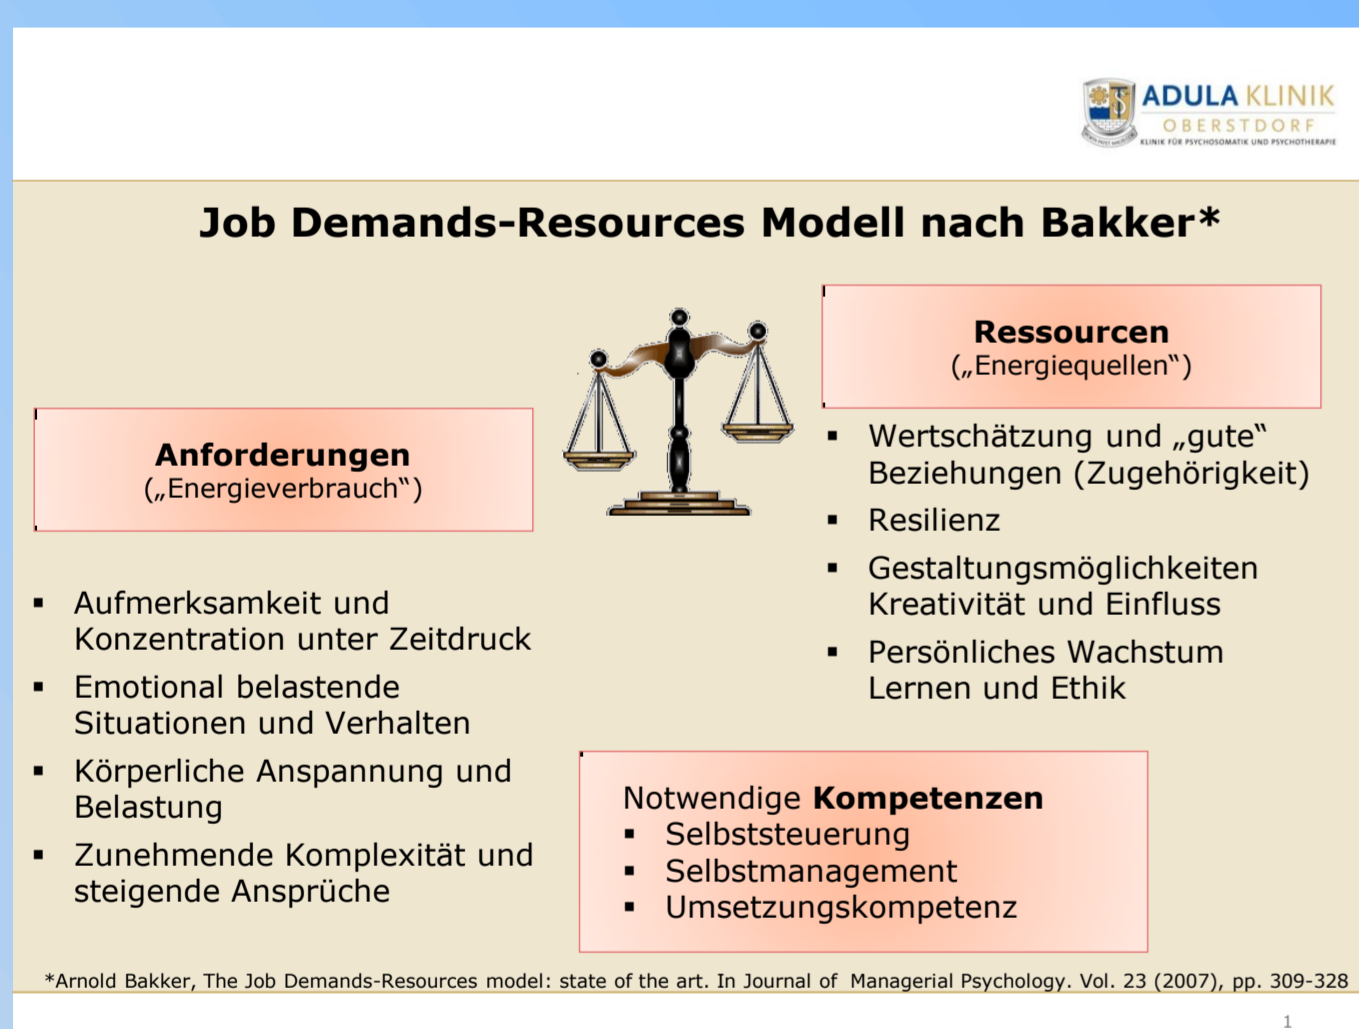 ADULA KLINIK
OBERSTDORF
KLINIK FÜR PSYCHOSOMATIK UND PSYCHOTHERAPIE
Job Demands-Resources Modell nach Bakker*
Anforderungen
(„Energieverbrauch“)
▪ Aufmerksamkeit und
Konzentration unter Zeitdruck
▪ Emotional belastende
Situationen und Verhalten
▪ Körperliche Anspannung und
Belastung
▪ Zunehmende Komplexität und
steigende Ansprüche
Ressourcen
(„Energiequellen“)
▪ Wertschätzung und „gute“
Beziehungen (Zugehörigkeit)
▪ Resilienz
▪ Gestaltungsmöglichkeiten
Kreativität und Einfluss
▪ Persönliches Wachstum
Lernen und Ethik
Notwendige Kompetenzen
▪ Selbststeuerung
▪ Selbstmanagement
▪ Umsetzungskompetenz
*Arnold Bakker, The Job Demands-Resources model: state of the art. In Journal of Managerial Psychology. Vol. 23 (2007), pp. 309-328
1